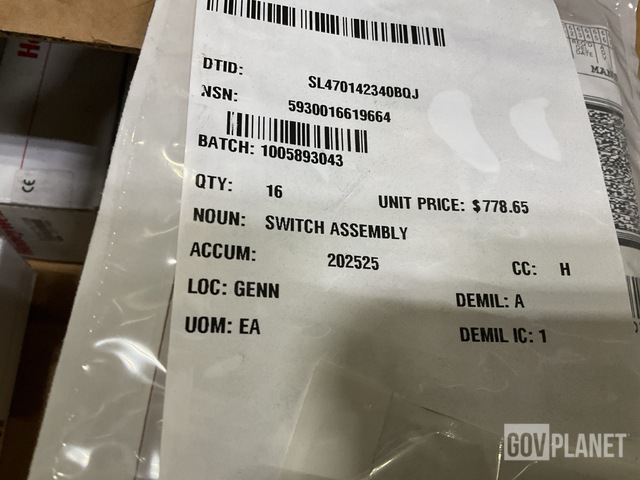 DTID: SL470142340BQJ
NSN: 5930016619664
BATCH: 1005893043
QTY: 16 UNIT PRICE: $778.65
NOUN: SWITCH ASSEMBLY
ACCUM: 202525 CC: H
LOC: GENN DEMIL: A
UOM: EA DEMIL IC: 1
GOVPLANET